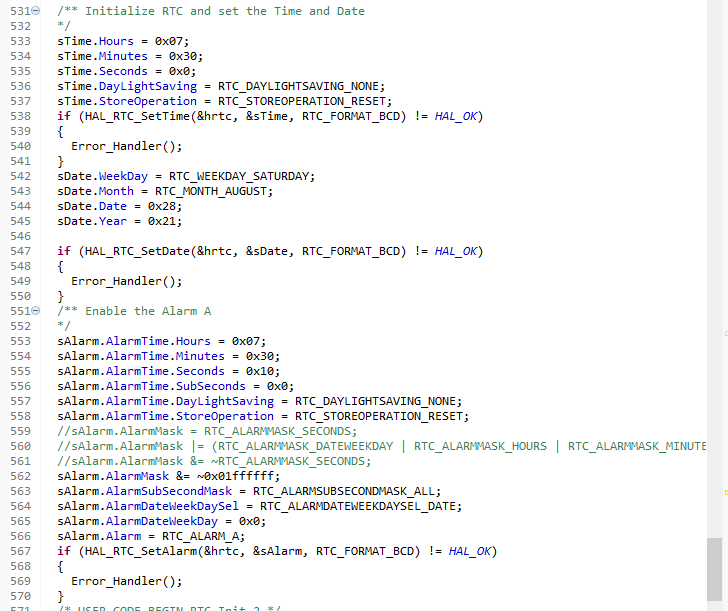 531 /** Initialize RTC and set the Time and Date
532 */
533 sTime.Hours = 0x07;
534 sTime.Minutes = 0x30;
535 sTime.Seconds = 0x0;
536 sTime.DayLightSaving = RTC_DAYLIGHTSAVING_NONE;
537 sTime.StoreOperation = RTC_STOREOPERATION_RESET;
538 if (HAL_RTC_SetTime(&hrtc, &sTime, RTC_FORMAT_BCD) != HAL_OK)
539 {
540 Error_Handler();
541 }
542 sDate.WeekDay = RTC_WEEKDAY_SATURDAY;
543 sDate.Month = RTC_MONTH_AUGUST;
544 sDate.Date = 0x28;
545 sDate.Year = 0x21;
546
547 if (HAL_RTC_SetDate(&hrtc, &sDate, RTC_FORMAT_BCD) != HAL_OK)
548 {
549 Error_Handler();
550 }
551 /** Enable the Alarm A
552 */
553 sAlarm.AlarmTime.Hours = 0x07;
554 sAlarm.AlarmTime.Minutes = 0x30;
555 sAlarm.AlarmTime.Seconds = 0x10;
556 sAlarm.AlarmTime.SubSeconds = 0x0;
557 sAlarm.AlarmTime.DayLightSaving = RTC_DAYLIGHTSAVING_NONE;
558 sAlarm.AlarmTime.StoreOperation = RTC_STOREOPERATION_RESET;
559 //sAlarm.AlarmMask = RTC_ALARMMASK_SECONDS;
560 //sAlarm.AlarmMask |= (RTC_ALARMMASK_DATEWEEKDAY | RTC_ALARMMASK_HOURS | RTC_ALARMMASK_MINUTE
561 //sAlarm.AlarmMask &= ~RTC_ALARMMASK_SECONDS;
562 sAlarm.AlarmMask &= ~0x01ffffff;
563 sAlarm.AlarmSubSecondMask = RTC_ALARMSUBSECONDMASK_ALL;
564 sAlarm.AlarmDateWeekDaySel = RTC_ALARMDATEWEEKDAYSEL_DATE;
565 sAlarm.AlarmDateWeekDay = 0x0;
566 sAlarm.Alarm = RTC_ALARM_A;
567 if (HAL_RTC_SetAlarm(&hrtc, &sAlarm, RTC_FORMAT_BCD) != HAL_OK)
568 {
569 Error_Handler();
570 }
571 /* USER CODE BEGIN RTC_Init 2 */